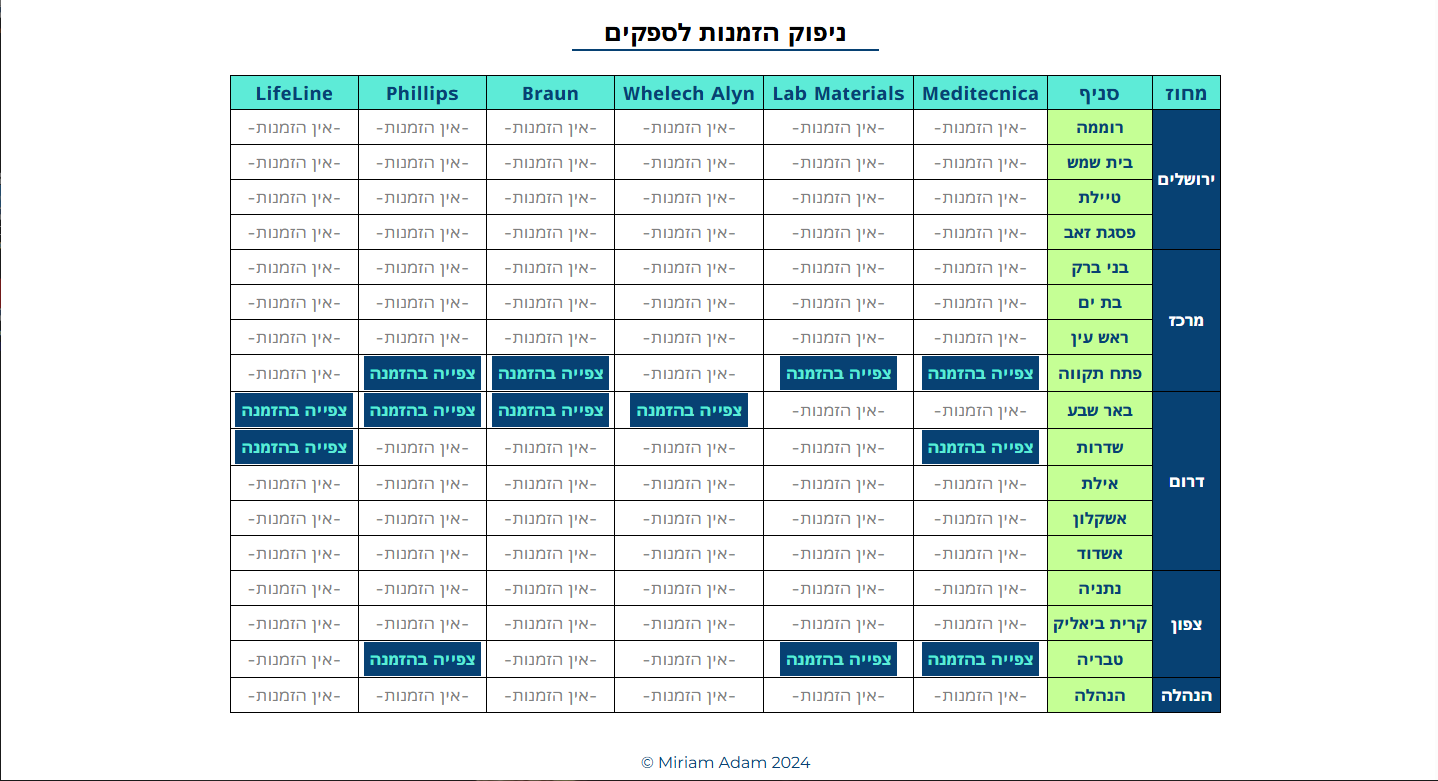 ניפוק הזמנות לספקים
מחוז סניף Meditecnica Lab Materials Whelech Alyn Braun Phillips LifeLine
ירושלים רוממה -אין הזמנות- -אין הזמנות- -אין הזמנות- -אין הזמנות- -אין הזמנות- -אין הזמנות-
בית שמש -אין הזמנות- -אין הזמנות- -אין הזמנות- -אין הזמנות- -אין הזמנות- -אין הזמנות-
טיילת -אין הזמנות- -אין הזמנות- -אין הזמנות- -אין הזמנות- -אין הזמנות- -אין הזמנות-
פסגת זאב -אין הזמנות- -אין הזמנות- -אין הזמנות- -אין הזמנות- -אין הזמנות- -אין הזמנות-
מרכז בני ברק -אין הזמנות- -אין הזמנות- -אין הזמנות- -אין הזמנות- -אין הזמנות- -אין הזמנות-
בת ים -אין הזמנות- -אין הזמנות- -אין הזמנות- -אין הזמנות- -אין הזמנות- -אין הזמנות-
ראש עין -אין הזמנות- -אין הזמנות- -אין הזמנות- -אין הזמנות- -אין הזמנות- -אין הזמנות-
פתח תקווה צפייה בהזמנה צפייה בהזמנה -אין הזמנות- צפייה בהזמנה צפייה בהזמנה -אין הזמנות-
דרום באר שבע -אין הזמנות- -אין הזמנות- צפייה בהזמנה צפייה בהזמנה צפייה בהזמנה צפייה בהזמנה
שדרות צפייה בהזמנה -אין הזמנות- -אין הזמנות- -אין הזמנות- -אין הזמנות- צפייה בהזמנה
אילת -אין הזמנות- -אין הזמנות- -אין הזמנות- -אין הזמנות- -אין הזמנות- -אין הזמנות-
אשקלון -אין הזמנות- -אין הזמנות- -אין הזמנות- -אין הזמנות- -אין הזמנות- -אין הזמנות-
אשדוד -אין הזמנות- -אין הזמנות- -אין הזמנות- -אין הזמנות- -אין הזמנות- -אין הזמנות-
צפון נתניה -אין הזמנות- -אין הזמנות- -אין הזמנות- -אין הזמנות- -אין הזמנות- -אין הזמנות-
קרית ביאליק -אין הזמנות- -אין הזמנות- -אין הזמנות- -אין הזמנות- -אין הזמנות- -אין הזמנות-
טבריה צפייה בהזמנה צפייה בהזמנה -אין הזמנות- -אין הזמנות- צפייה בהזמנה -אין הזמנות-
הנהלה הנהלה -אין הזמנות- -אין הזמנות- -אין הזמנות- -אין הזמנות- -אין הזמנות- -אין הזמנות-
© Miriam Adam 2024